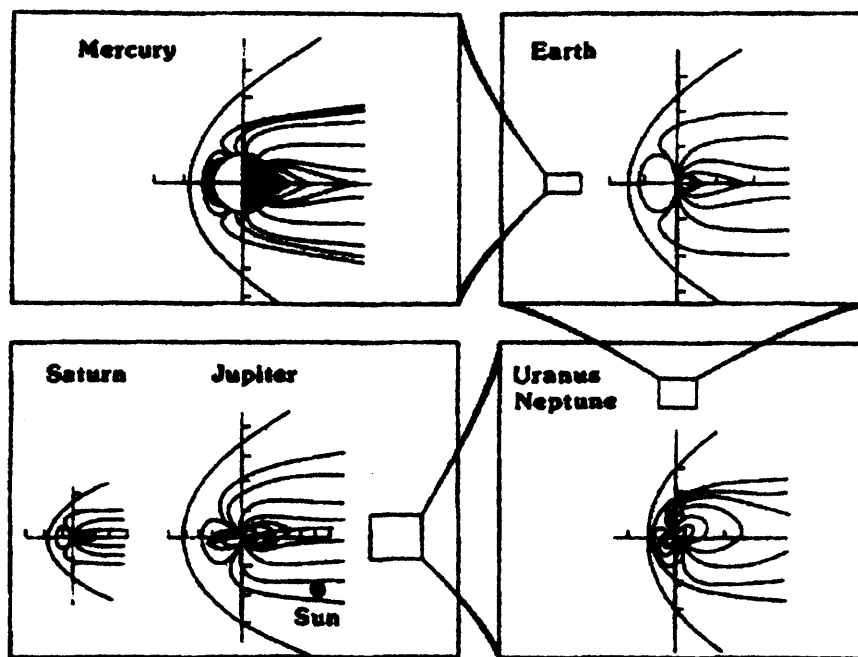 Mercury
Earth
Saturn
Jupiter
Uranus
Neptune
Sun